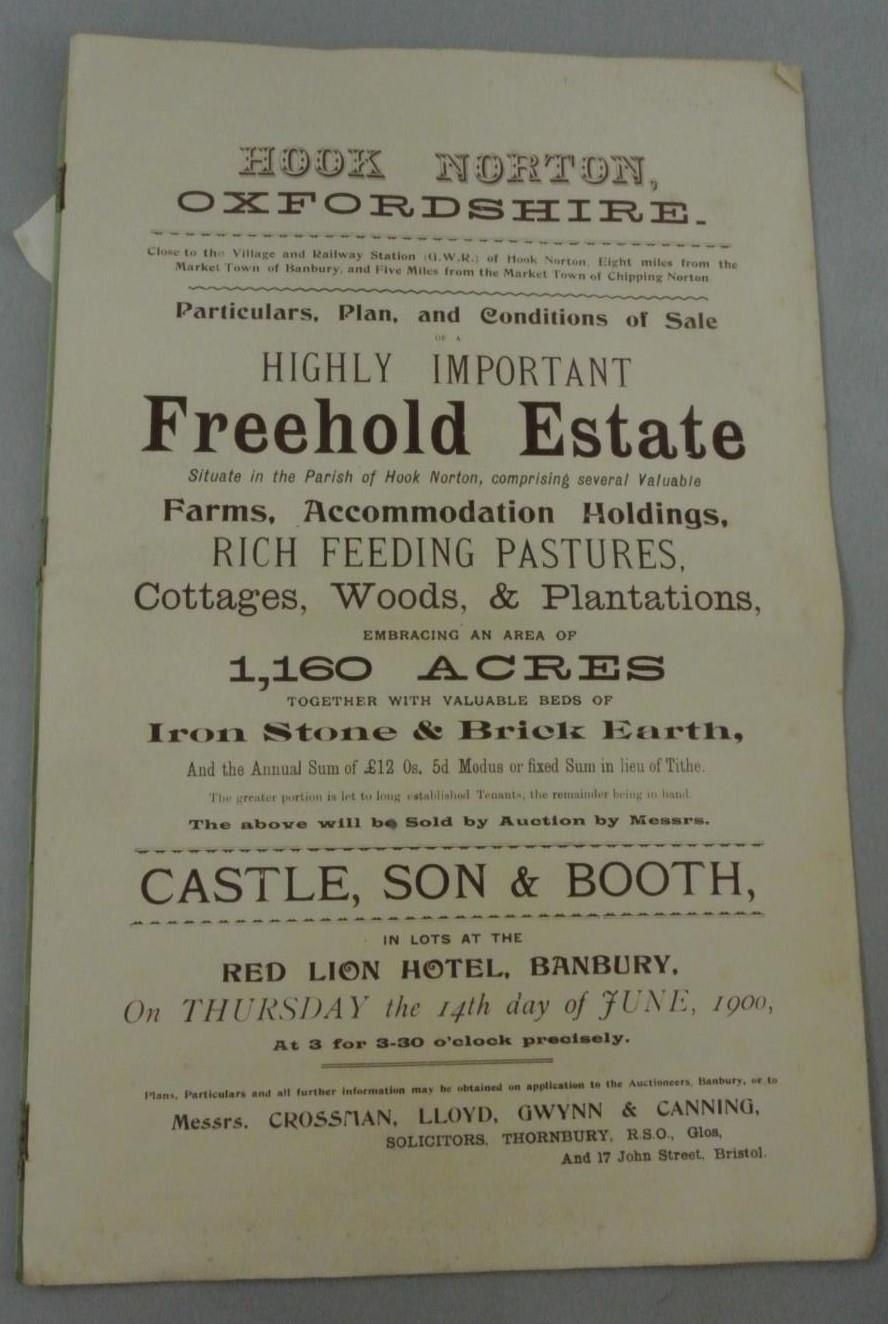 HOOK NORTON,
OXFORDSHIRE.
Close to the Village and Railway Station (G.W.R.) of Hook Norton, Eight miles from the
Market Town of Banbury, and Five Miles from the Market Town of Chipping Norton
Particulars, Plan, and Conditions of Sale
OF A
HIGHLY IMPORTANT
Freehold Estate
Situate in the Parish of Hook Norton, comprising several Valuable
Farms, Accommodation Holdings,
RICH FEEDING PASTURES,
Cottages, Woods, & Plantations,
EMBRACING AN AREA OF
1,160 ACRES
TOGETHER WITH VALUABLE BEDS OF
Iron Stone & Brick Earth,
And the Annual Sum of £12 0s. 5d Modus or fixed Sum in lieu of Tithe.
The greater portion is let to long established Tenants, the remainder being in hand.
The above will be Sold by Auction by Messrs.
CASTLE, SON & BOOTH,
IN LOTS AT THE
RED LION HOTEL, BANBURY,
On THURSDAY the 14th day of JUNE, 1900,
At 3 for 3-30 o'clock precisely.
Plans, Particulars and all further information may be obtained on application to the Auctioneers, Banbury, or to
Messrs. CROSSMAN, LLOYD, GWYNN & CANNING,
SOLICITORS, THORNBURY, R.S.O., Glos,
And 17 John Street, Bristol.